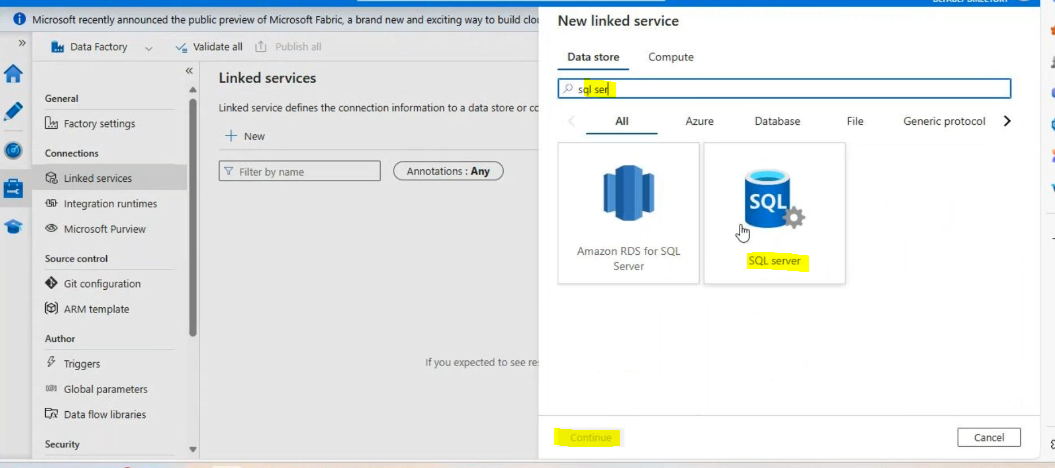 Microsoft recently announced the public preview of Microsoft Fabric, a brand new and exciting way to build clou
Data Factory
Validate all
Publish all
General
Factory settings
Connections
Linked services
Integration runtimes
Microsoft Purview
Source control
Git configuration
ARM template
Author
Triggers
Global parameters
Data flow libraries
Security
Linked services
Linked service defines the connection information to a data store or co
New
Filter by name
Annotations : Any
If you expected to see re
New linked service
Data store Compute
sql ser
All Azure Database File Generic protocol
Amazon RDS for SQL
Server
SQL
SQL server
Continue
Cancel